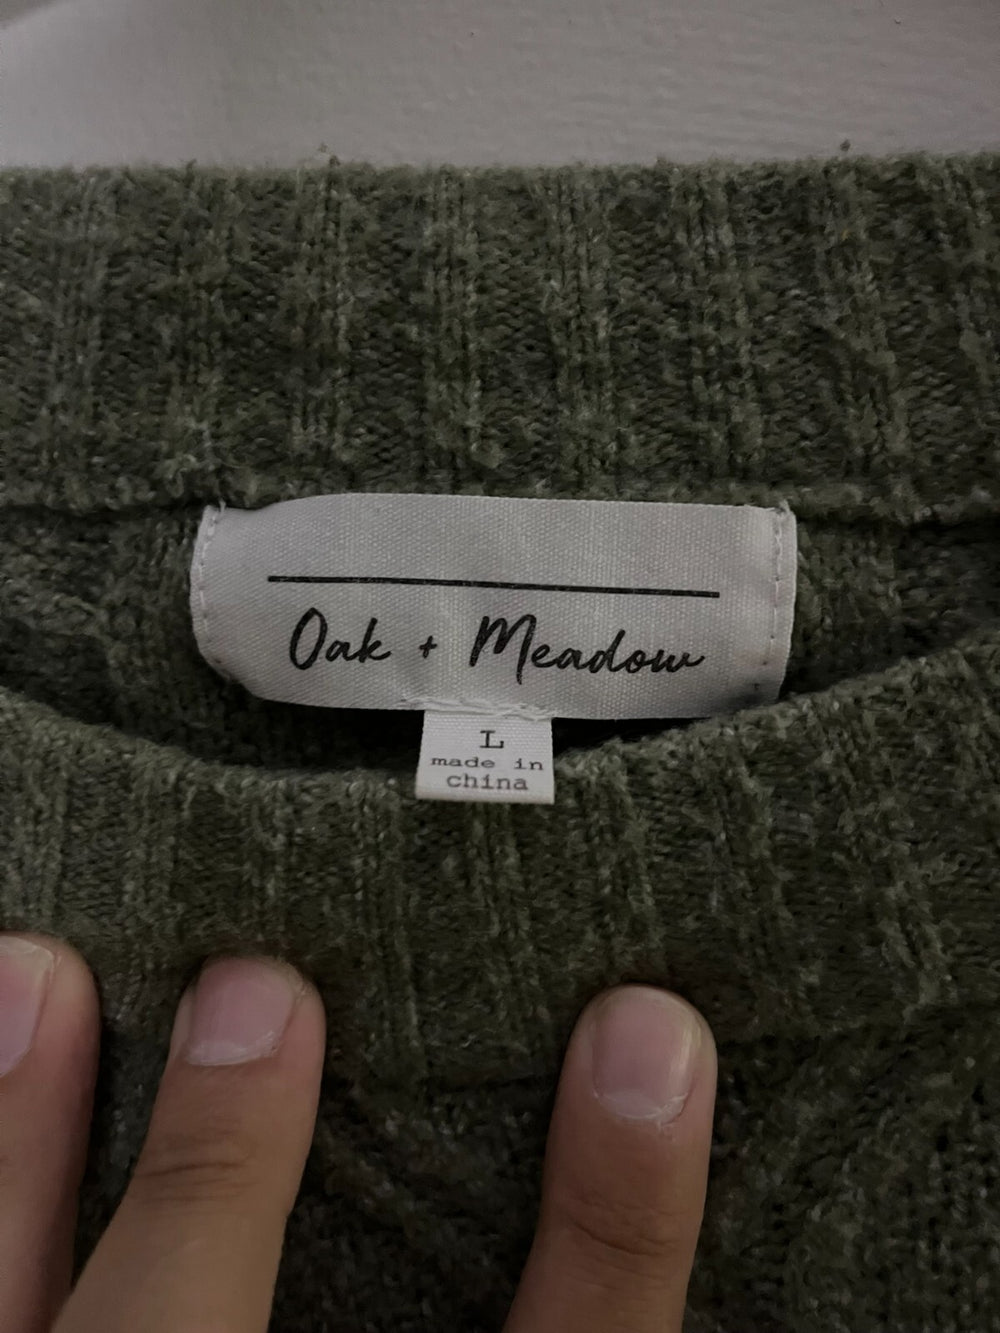 Oak + Meadow
L
made in
china